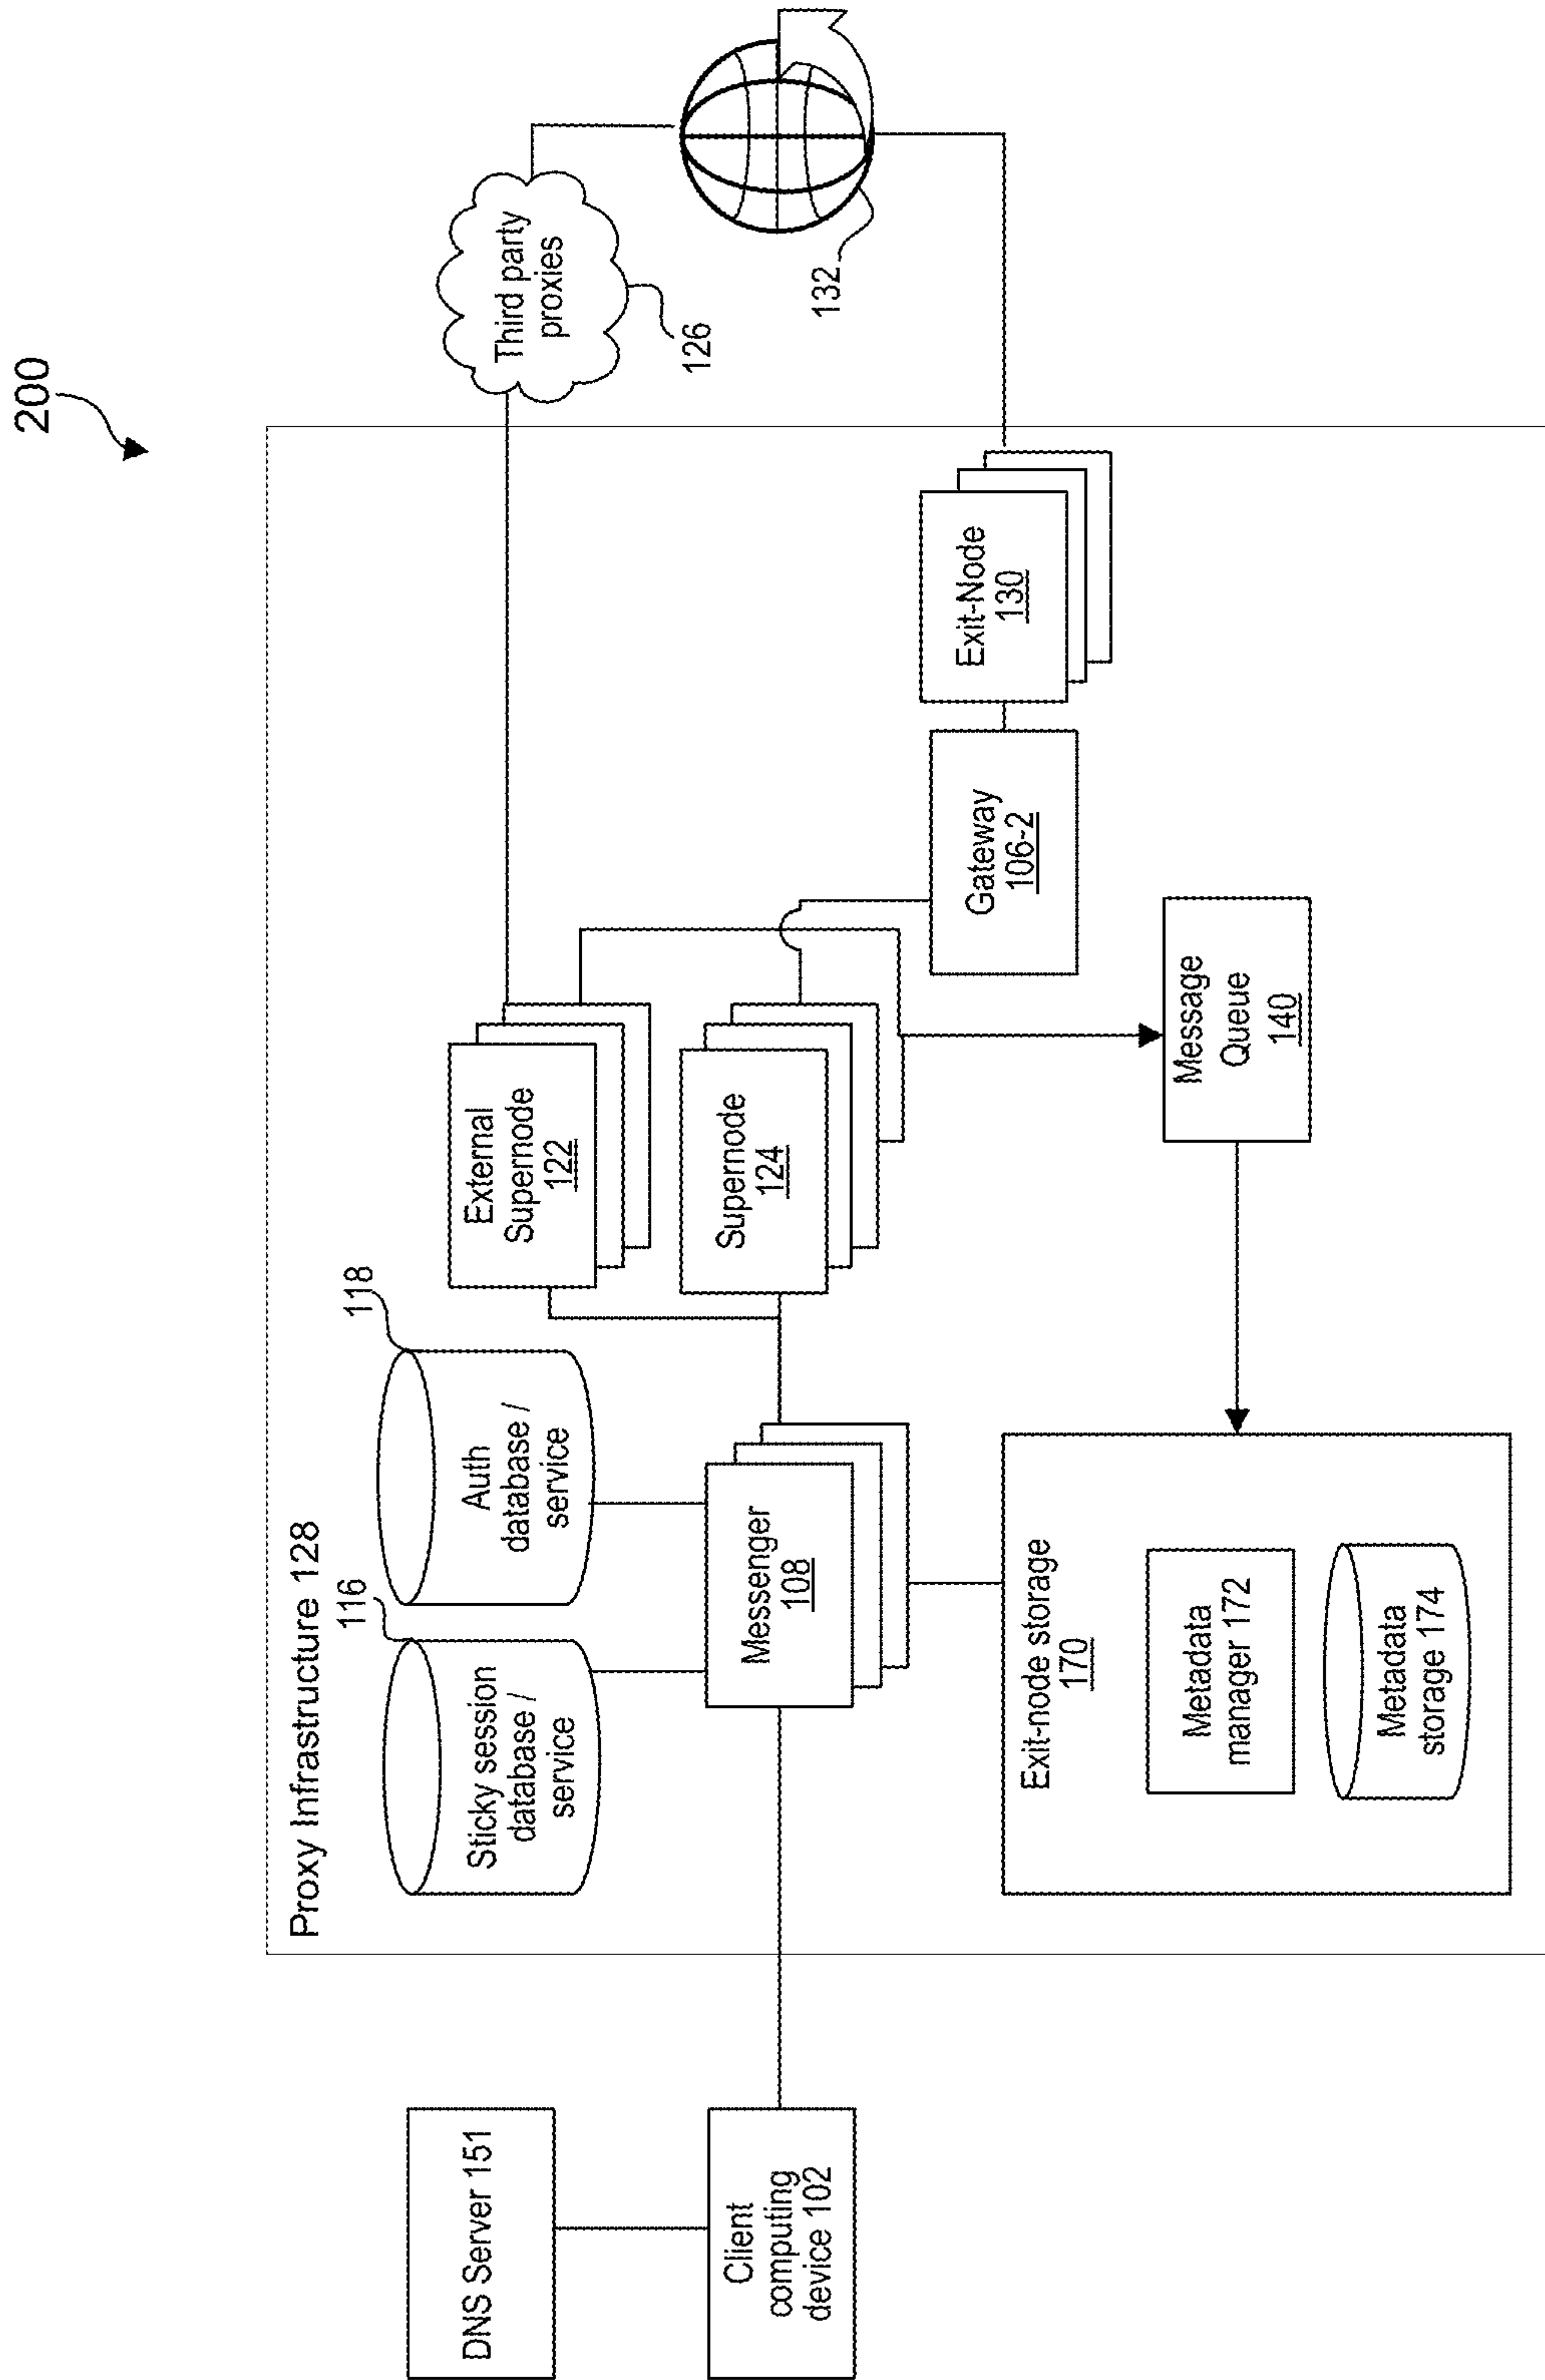 200
Proxy Infrastructure 128
DNS Server 151
Client
computing
device 102
116
Sticky session
database /
service
118
Auth
database /
service
Messenger
108
External
Supernode
122
Supernode
124
Third party
proxies
126
132
Gateway
106-2
Exit-Node
130
Message
Queue
140
Exit-node storage
170
Metadata
manager 172
Metadata
storage 174